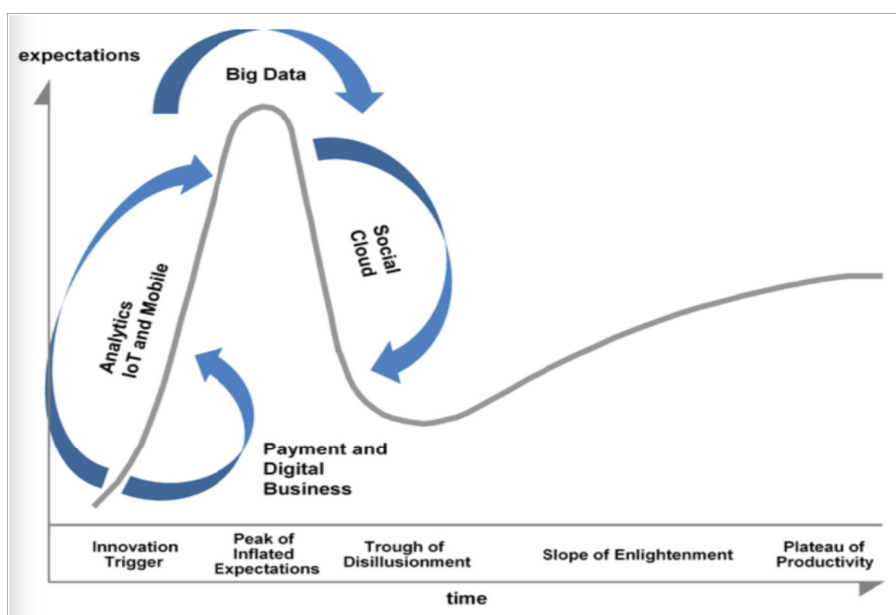 expectations
Big Data
Social
Cloud
Analytics
IoT and Mobile
Payment and
Digital
Business
Innovation
Trigger
Peak of
Inflated
Expectations
Trough of
Disillusionment
Slope of Enlightenment
Plateau of
Productivity
time